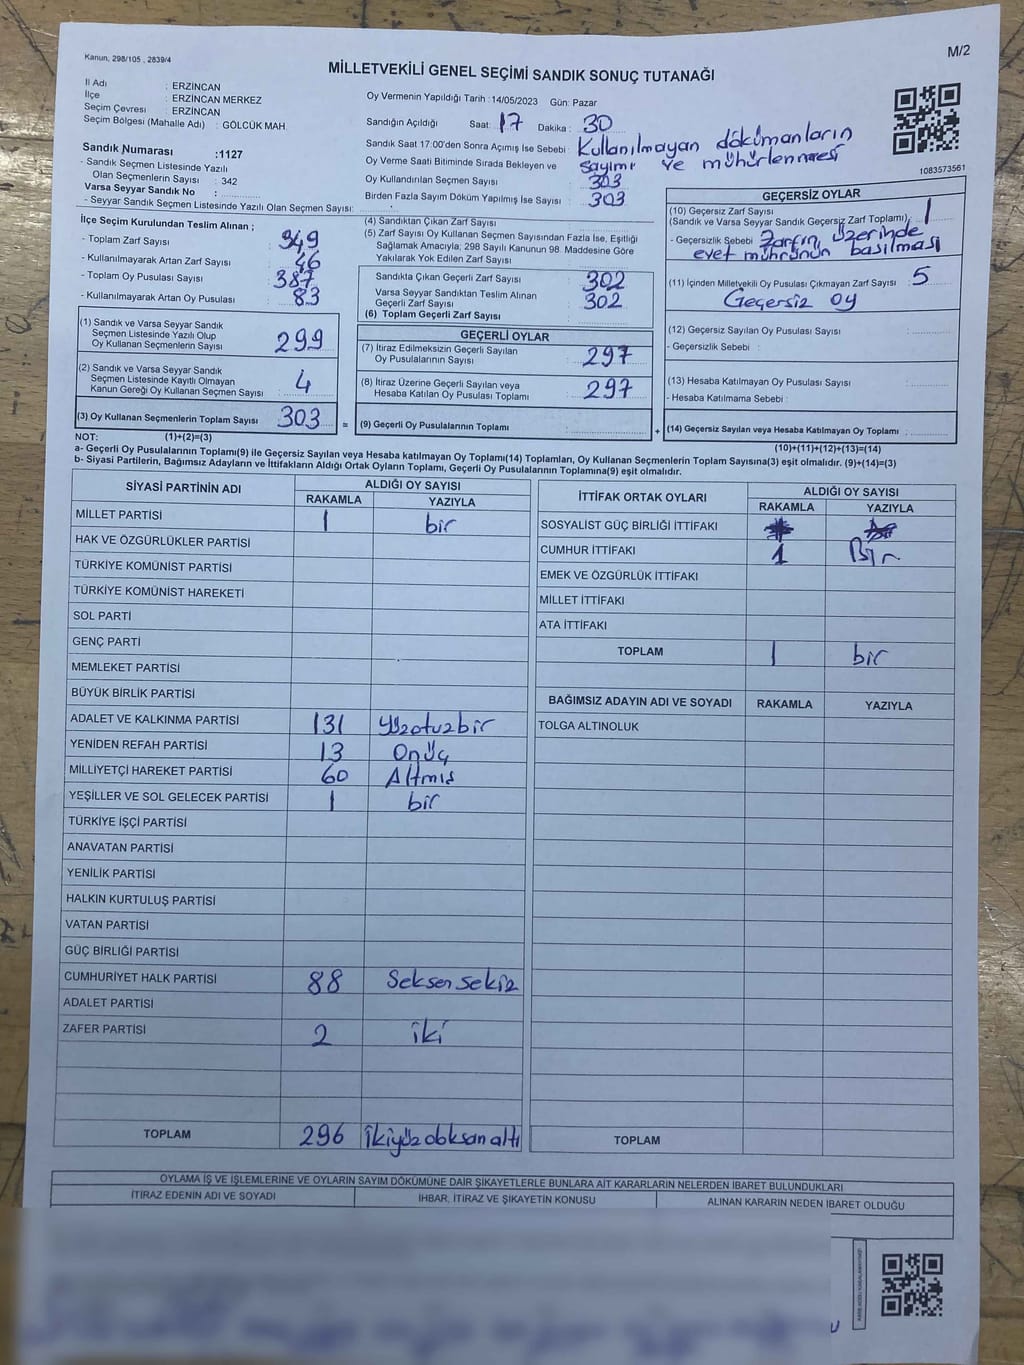 Kanun, 298/105 , 2839/4
M/2
MİLLETVEKİLİ GENEL SEÇİMİ SANDIK SONUÇ TUTANAĞI
İl Adı : ERZİNCAN
İlçe : ERZİNCAN MERKEZ
Seçim Çevresi : ERZİNCAN
Seçim Bölgesi (Mahalle Adı) : GÖLCÜK MAH.
Sandık Numarası :1127
- Sandık Seçmen Listesinde Yazılı
Olan Seçmenlerin Sayısı : 342
Varsa Seyyar Sandık No :
- Seyyar Sandık Seçmen Listesinde Yazılı Olan Seçmen Sayısı:
Oy Vermenin Yapıldığı Tarih :14/05/2023 Gün: Pazar
Sandığın Açıldığı Saat: 17 Dakika : 30
Sandık Saat 17:00'den Sonra Açımış İse Sebebi : Kullanılmayan dökümanların
sayımı ve mühürlenmesi
Oy Verme Saati Bitiminde Sırada Bekleyen ve
Oy Kullandırılan Seçmen Sayısı 303
Birden Fazla Sayım Döküm Yapılmış İse Sayısı : 303
1083573561
İlçe Seçim Kurulundan Teslim Alınan ;
- Toplam Zarf Sayısı : 349
- Kullanılmayarak Artan Zarf Sayısı : 46
- Toplam Oy Pusulası Sayısı : 387
- Kullanılmayarak Artan Oy Pusulası : 83
(1) Sandık ve Varsa Seyyar Sandık
Seçmen Listesinde Yazılı Olup
Oy Kullanan Seçmenlerin Sayısı : 299
(2) Sandık ve Varsa Seyyar Sandık
Seçmen Listesinde Kayıtlı Olmayan
Kanun Gereği Oy Kullanan Seçmen Sayısı : 4
(3) Oy Kullanan Seçmenlerin Toplam Sayısı 303 =
(4) Sandıktan Çıkan Zarf Sayısı :
(5) Zarf Sayısı Oy Kullanan Seçmen Sayısından Fazla İse, Eşitliği
Sağlamak Amacıyla; 298 Sayılı Kanunun 98. Maddesine Göre
Yakılarak Yok Edilen Zarf Sayısı :
Sandıkta Çıkan Geçerli Zarf Sayısı : 302
Varsa Seyyar Sandıktan Teslim Alınan
Geçerli Zarf Sayısı : 302
(6) Toplam Geçerli Zarf Sayısı :
GEÇERLİ OYLAR
(7) İtiraz Edilmeksizin Geçerli Sayılan
Oy Pusulalarının Sayısı : 297
(8) İtiraz Üzerine Geçerli Sayılan veya
Hesaba Katılan Oy Pusulası Toplamı : 297
(9) Geçerli Oy Pusulalarının Toplamı : +
GEÇERSİZ OYLAR
(10) Geçersiz Zarf Sayısı
(Sandık ve Varsa Seyyar Sandık Geçersiz Zarf Toplamı) : 1
- Geçersizlik Sebebi : Zarfın üzerinde
evet mührünün basılması
(11) İçinden Milletvekili Oy Pusulası Çıkmayan Zarf Sayısı : 5
Geçersiz oy
(12) Geçersiz Sayılan Oy Pusulası Sayısı :
- Geçersizlik Sebebi :
(13) Hesaba Katılmayan Oy Pusulası Sayısı :
- Hesaba Katılmama Sebebi :
(14) Geçersiz Sayılan veya Hesaba Katılmayan Oy Toplamı :
NOT: (1)+(2)=(3) (10)+(11)+(12)+(13)=(14)
a- Geçerli Oy Pusulasının Toplamı(9) ile Geçersiz Sayılan veya Hesaba katılmayan Oy Toplamı(14) Toplamları, Oy Kullanan Seçmenlerin Toplam Sayısına(3) eşit olmalıdır. (9)+(14)=(3)
b- Siyasi Partilerin, Bağımsız Adayların ve İttifakların Aldığı Ortak Oyların Toplamı, Geçerli Oy Pusulasının Toplamına(9) eşit olmalıdır.
SİYASİ PARTİNİN ADI ALDIĞI OY SAYISI
RAKAMLA YAZIYLA
MİLLET PARTİSİ 1 bir
HAK VE ÖZGÜRLÜKLER PARTİSİ
TÜRKİYE KOMÜNİST PARTİSİ
TÜRKİYE KOMÜNİST HAREKETİ
SOL PARTİ
GENÇ PARTİ
MEMLEKET PARTİSİ
BÜYÜK BİRLİK PARTİSİ
ADALET VE KALKINMA PARTİSİ 131 Yüzotuzbir
YENİDEN REFAH PARTİSİ 13 Onüç
MİLLİYETÇİ HAREKET PARTİSİ 60 Altmış
YEŞİLLER VE SOL GELECEK PARTİSİ 1 bir
TÜRKİYE İŞÇİ PARTİSİ
ANAVATAN PARTİSİ
YENİLİK PARTİSİ
HALKIN KURTULUŞ PARTİSİ
VATAN PARTİSİ
GÜÇ BİRLİĞİ PARTİSİ
CUMHURİYET HALK PARTİSİ 88 Seksen sekiz
ADALET PARTİSİ
ZAFER PARTİSİ 2 iki
TOPLAM 296 ikiyüzdoksanaltı
İTTİFAK ORTAK OYLARI ALDIĞI OY SAYISI
RAKAMLA YAZIYLA
SOSYALİST GÜÇ BİRLİĞİ İTTİFAKI
CUMHUR İTTİFAKI 1 Bir
EMEK VE ÖZGÜRLÜK İTTİFAKI
MİLLET İTTİFAKI
ATA İTTİFAKI
TOPLAM 1 bir
BAĞIMSIZ ADAYIN ADI VE SOYADI RAKAMLA YAZIYLA
TOLGA ALTINOLUK
TOPLAM
OYLAMA İŞ VE İŞLEMLERİNE VE OYLARIN SAYIM DÖKÜMÜNE DAİR ŞİKAYETLERLE BUNLARA AİT KARARLARIN NELERDEN İBARET BULUNDUKLARI
İTİRAZ EDENİN ADI VE SOYADI İHBAR, İTİRAZ VE ŞİKAYETİN KONUSU ALINAN KARARIN NEDEN İBARET OLDUĞU